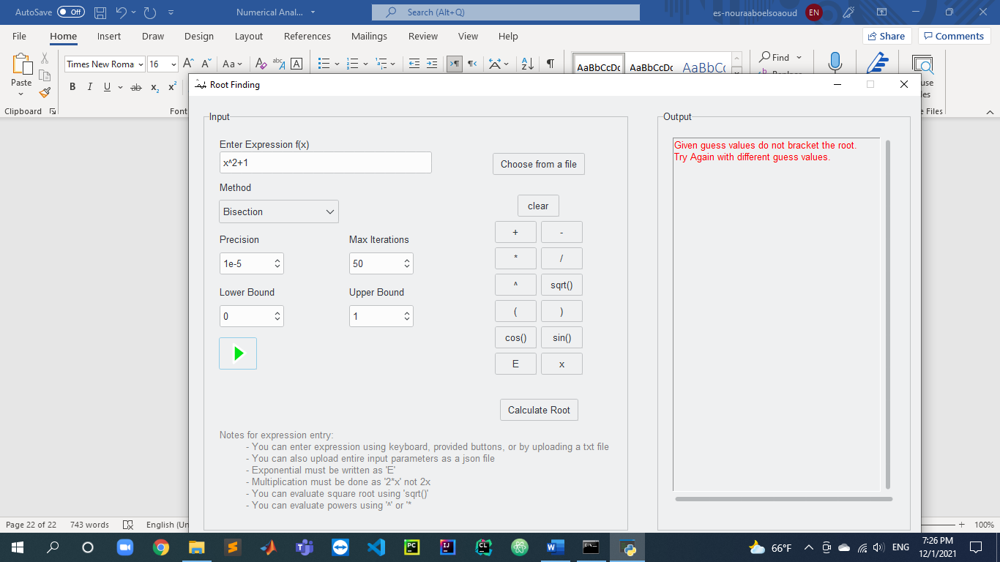 AutoSave Off Numerical Anal... Search (Alt+Q) es-nouraaboelsoaoud EN
File Home Insert Draw Design Layout References Mailings Review View Help Share Comments
Times New Roma 16 Aa A AaBbCcDc AaBbCcDc AaBbCc Find
Paste B I U ab x2 x2
Clipboard Font
Root Finding
Input
Enter Expression f(x)
x^2+1
Choose from a file
Method
Bisection
clear
Precision Max Iterations
1e-5 50
Lower Bound Upper Bound
0 1
+ -
* /
^ sqrt()
( )
cos() sin()
E x
Calculate Root
Notes for expression entry:
- You can enter expression using keyboard, provided buttons, or by uploading a txt file
- You can also upload entire input parameters as a json file
- Exponential must be written as 'E'
- Multiplication must be done as '2*x' not 2x
- You can evaluate square root using 'sqrt()'
- You can evaluate powers using '^' or '*
Output
Given guess values do not bracket the root.
Try Again with different guess values.
Page 22 of 22 743 words English (Un 100%
66°F ENG 7:26 PM
12/1/2021